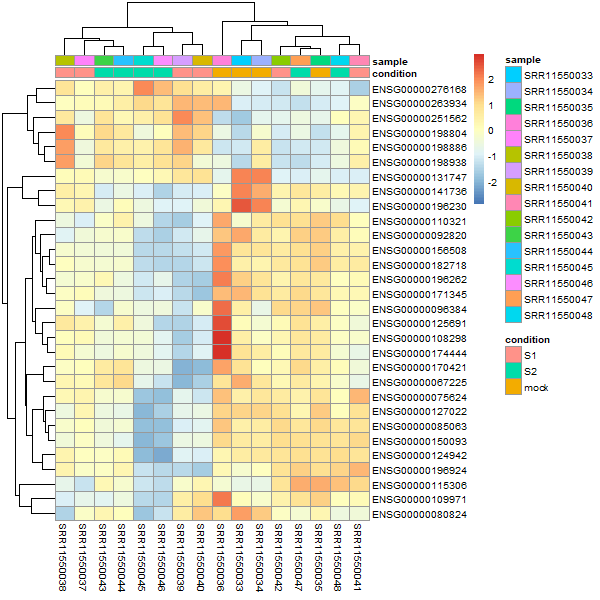 sample
condition
ENSG00000276168
ENSG00000263934
ENSG00000251562
ENSG00000198804
ENSG00000198886
ENSG00000198938
ENSG00000131747
ENSG00000141736
ENSG00000196230
ENSG00000110321
ENSG00000092820
ENSG00000156508
ENSG00000182718
ENSG00000196262
ENSG00000171345
ENSG00000096384
ENSG00000125691
ENSG00000108298
ENSG00000174444
ENSG00000170421
ENSG00000067225
ENSG00000075624
ENSG00000127022
ENSG00000085063
ENSG00000150093
ENSG00000124942
ENSG00000196924
ENSG00000115306
ENSG00000109971
ENSG00000080824
SRR11550038
SRR11550037
SRR11550043
SRR11550044
SRR11550045
SRR11550046
SRR11550039
SRR11550040
SRR11550036
SRR11550033
SRR11550034
SRR11550042
SRR11550047
SRR11550035
SRR11550048
SRR11550041
2
1
0
-1
-2
sample
SRR11550033
SRR11550034
SRR11550035
SRR11550036
SRR11550037
SRR11550038
SRR11550039
SRR11550040
SRR11550041
SRR11550042
SRR11550043
SRR11550044
SRR11550045
SRR11550046
SRR11550047
SRR11550048
condition
S1
S2
mock